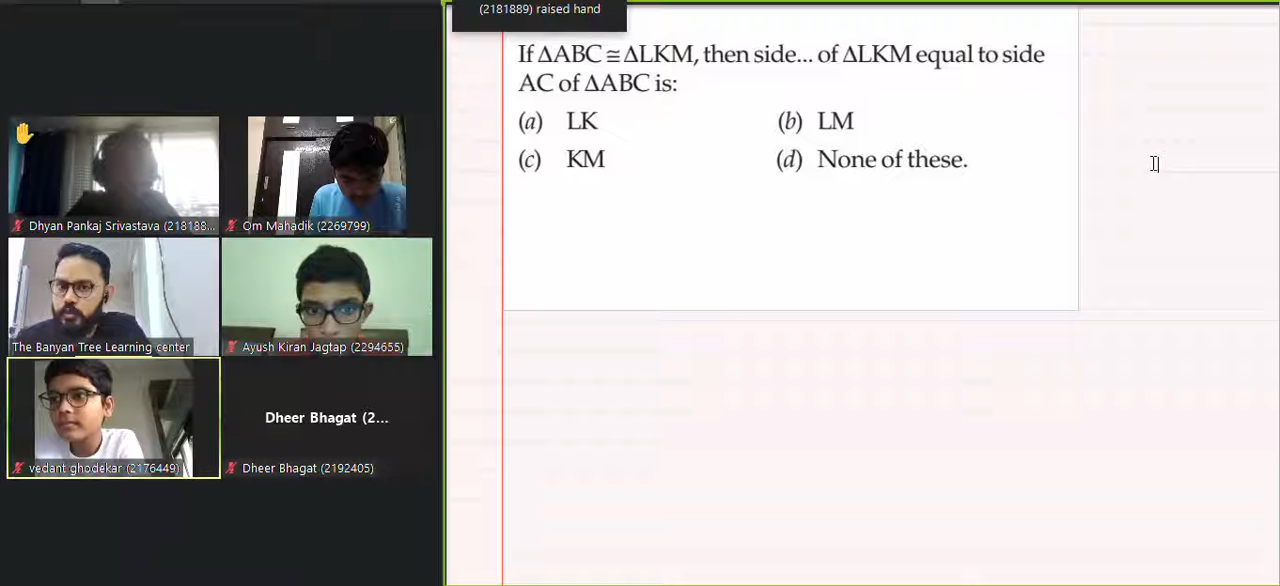 (2181889) raised hand
If ΔABC ≅ ΔLKM, then side... of ΔLKM equal to side
AC of ΔABC is:
(a) LK (b) LM
(c) KM (d) None of these.
Dhyan Pankaj Srivastava (218188...
Om Mahadik (2269799)
The Banyan Tree Learning center
Ayush Kiran Jagtap (2294655)
Dheer Bhagat (2...
vedant ghodekar (2176449)
Dheer Bhagat (2192405)